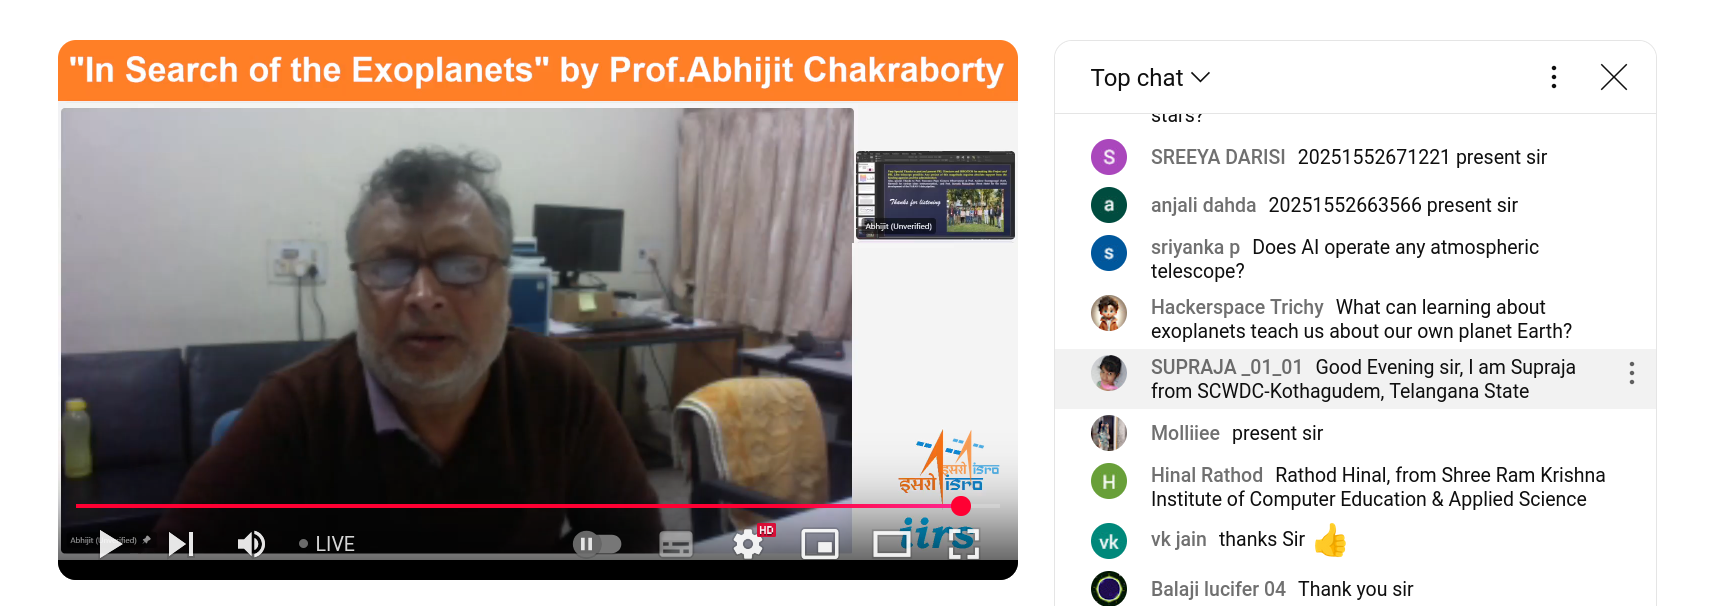 "In Search of the Exoplanets" by Prof.Abhijit Chakraborty
Thanks for listening
Abhijit (Unverified)
इसरो isro
इसरो isro
iirs
Abhijit
LIVE
HD
Top chat
stars?
S SREEYA DARISI 20251552671221 present sir
a anjali dahda 20251552663566 present sir
s sriyanka p Does AI operate any atmospheric
telescope?
Hackerspace Trichy What can learning about
exoplanets teach us about our own planet Earth?
SUPRAJA _01_01 Good Evening sir, I am Supraja
from SCWDC-Kothagudem, Telangana State
Molliiee present sir
H Hinal Rathod Rathod Hinal, from Shree Ram Krishna
Institute of Computer Education & Applied Science
vk vk jain thanks Sir 👍
Balaji lucifer 04 Thank you sir